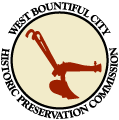 WEST BOUNTIFUL CITY
HISTORIC PRESERVATION COMMISSION